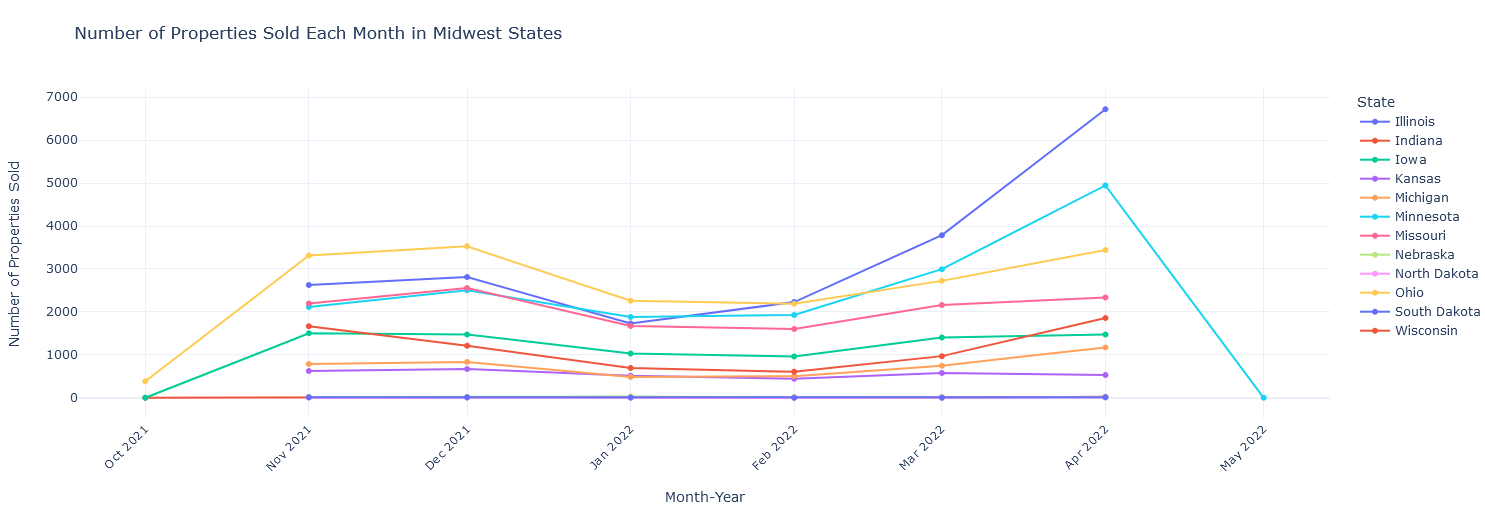 Number of Properties Sold Each Month in Midwest States
Number of Properties Sold
7000
6000
5000
4000
3000
2000
1000
0
Oct 2021
Nov 2021
Dec 2021
Jan 2022
Feb 2022
Mar 2022
Apr 2022
May 2022
Month-Year
State
Illinois
Indiana
Iowa
Kansas
Michigan
Minnesota
Missouri
Nebraska
North Dakota
Ohio
South Dakota
Wisconsin